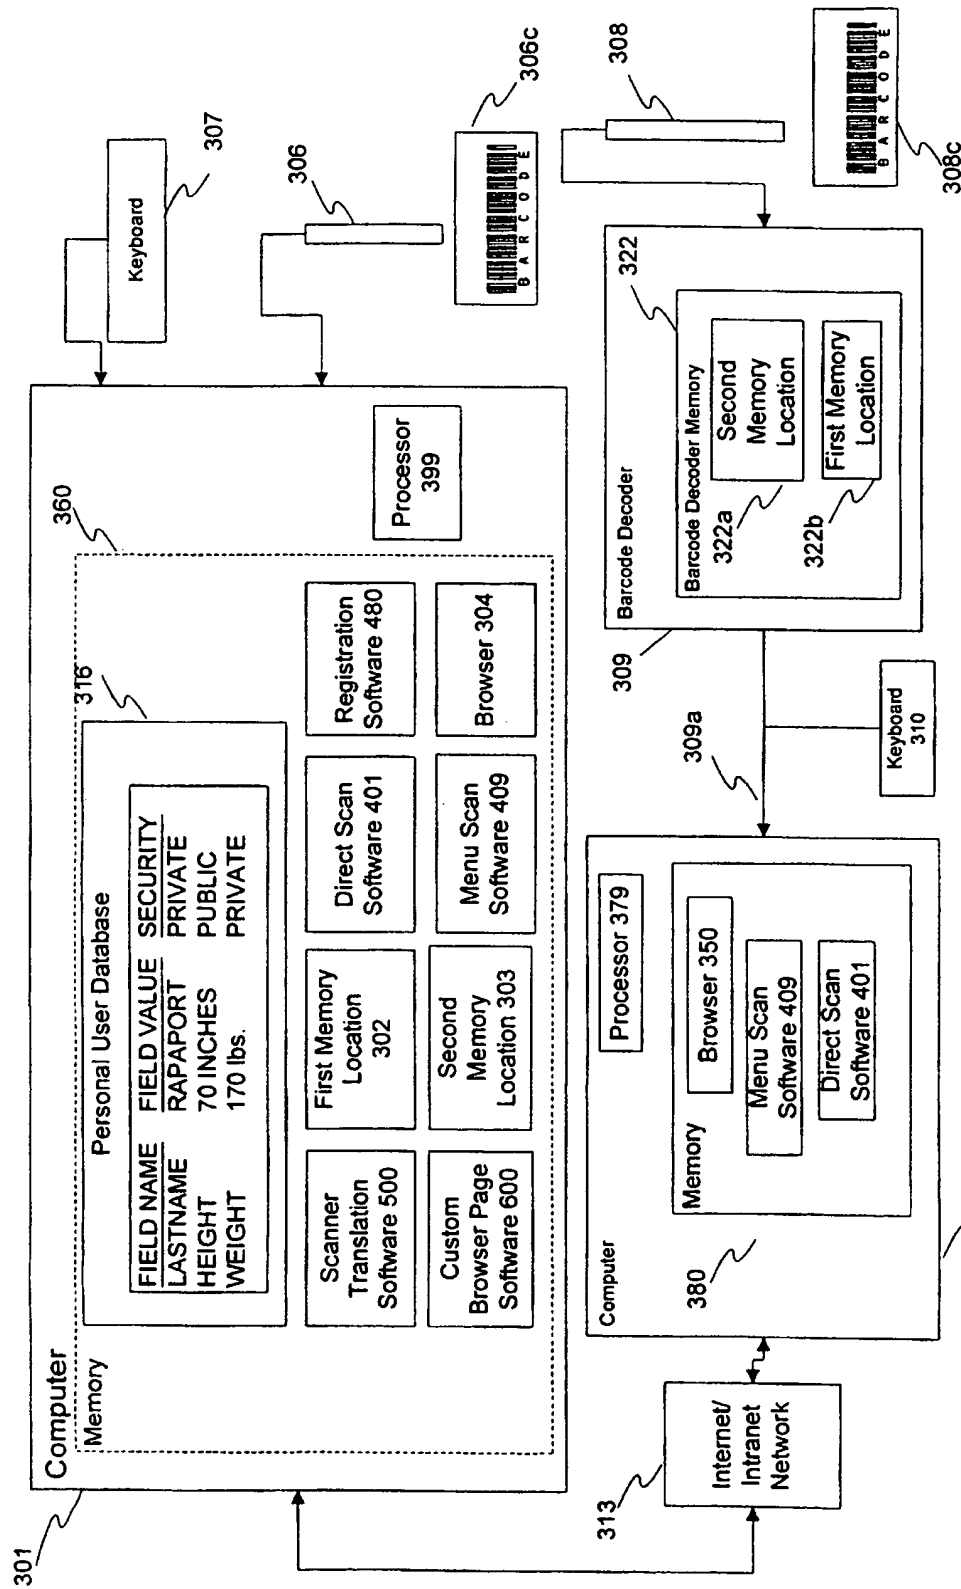 301
Computer
Memory
360
316
Personal User Database
FIELD NAME FIELD VALUE SECURITY
LASTNAME RAPAPORT PRIVATE
HEIGHT 70 INCHES PUBLIC
WEIGHT 170 lbs. PRIVATE
Scanner
Translation
Software 500
First Memory
Location
302
Direct Scan
Software 401
Registration
Software 480
Custom
Browser Page
Software 600
Second
Memory
Location 303
Menu Scan
Software 409
Browser 304
Processor
399
Keyboard
307
306
BARCODE
306c
313
Internet/
Intranet
Network
Computer
380
Processor 379
Memory
Browser 350
Menu Scan
Software 409
Direct Scan
Software 401
309a
Keyboard
310
309
Barcode Decoder
322
Barcode Decoder Memory
Second
Memory
Location
322a
First Memory
Location
322b
308
BARCODE
308c